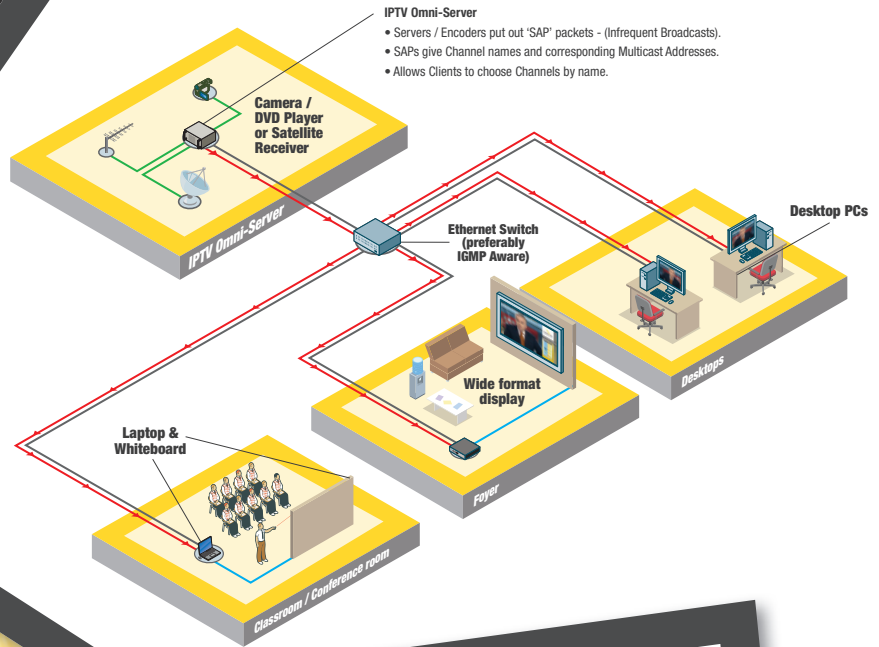 IPTV Omni-Server
• Servers / Encoders put out ‘SAP’ packets - (Infrequent Broadcasts).
• SAPs give Channel names and corresponding Multicast Addresses.
• Allows Clients to choose Channels by name.
Camera /
DVD Player
or Satellite
Receiver
IPTV Omni-Server
Ethernet Switch
(preferably
IGMP Aware)
Desktop PCs
Desktops
Wide format
display
Foyer
Laptop &
Whiteboard
Classroom / Conference room